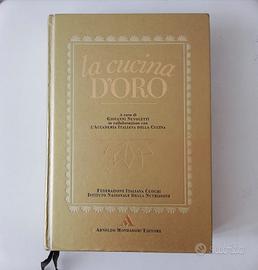 la cucina
D'ORO
A cura di
GIOVANNI NUVOLETTI
in collaborazione con
L'ACCADEMIA ITALIANA DELLA CUCINA
FEDERAZIONE ITALIANA CUOCHI
ISTITUTO NAZIONALE DELLA NUTRIZIONE
ARNOLDO MONDADORI EDITORE
subito